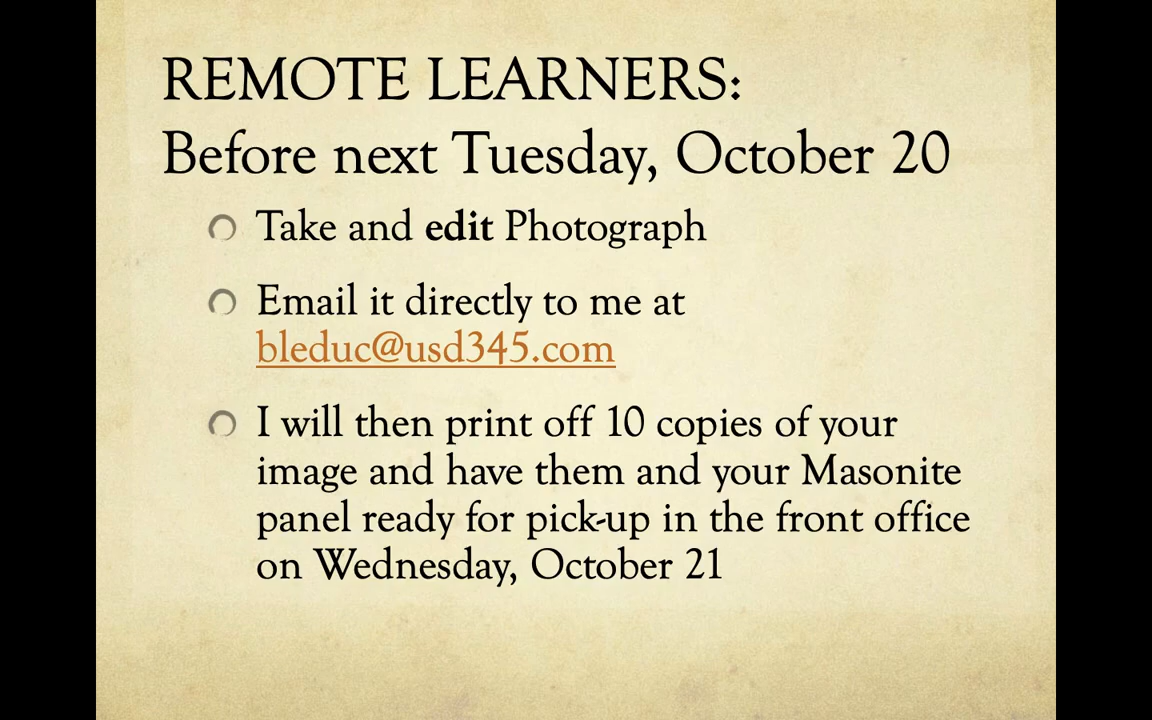 REMOTE LEARNERS:
Before next Tuesday, October 20
Take and edit Photograph
Email it directly to me at
bleduc@usd345.com
I will then print off 10 copies of your
image and have them and your Masonite
panel ready for pick-up in the front office
on Wednesday, October 21